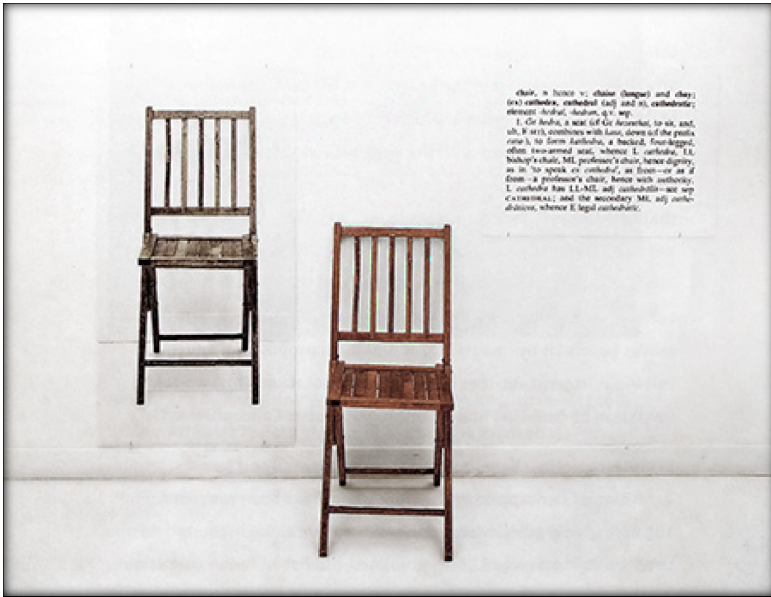 chair, n hence v; chaise (longue) and chay;
(ex) cathedra, cathedral (adj and n), cathedratic;
element -hedral, -hedron, q.v. sep.
1. Gr hedra, a seat (cf Gr hezesthai, to sit, and,
ult, E SIT), combines with kata, down (cf the prefix
cata-), to form kathedra, a backed, four-legged,
often two-armed seat, whence L cathedra, LL
bishop's chair, ML professor's chair, hence dignity,
as in 'to speak ex cathedra', as from—or as if
from—a professor's chair, hence with authority.
L cathedra has LL-ML adj cathedrālis—see sep
CATHEDRAL; and the secondary ML adj cathe-
drāticus, whence E legal cathedratic.